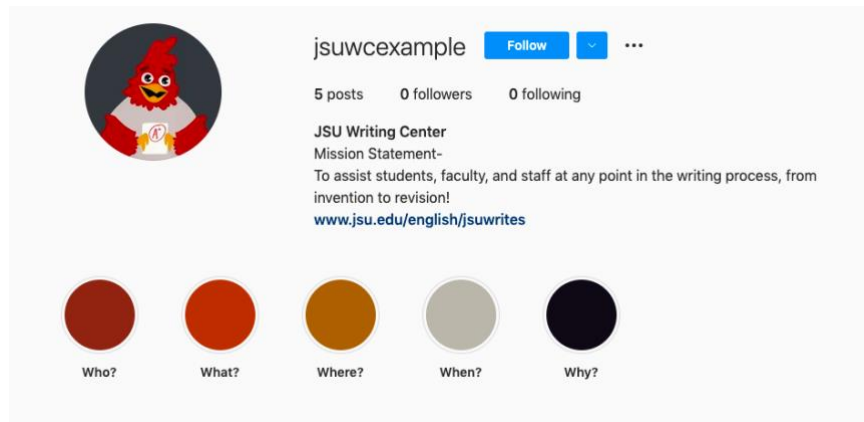 jsuwcexample Follow
5 posts 0 followers 0 following
JSU Writing Center
Mission Statement-
To assist students, faculty, and staff at any point in the writing process, from
invention to revision!
www.jsu.edu/english/jsuwrites
Who? What? Where? When? Why?